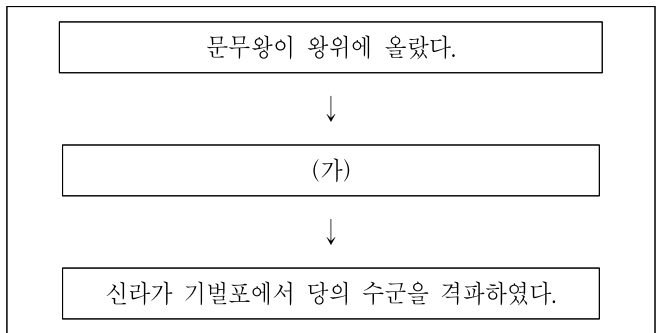 문무왕이 왕위에 올랐다.
↓
(가)
↓
신라가 기벌포에서 당의 수군을 격파하였다.